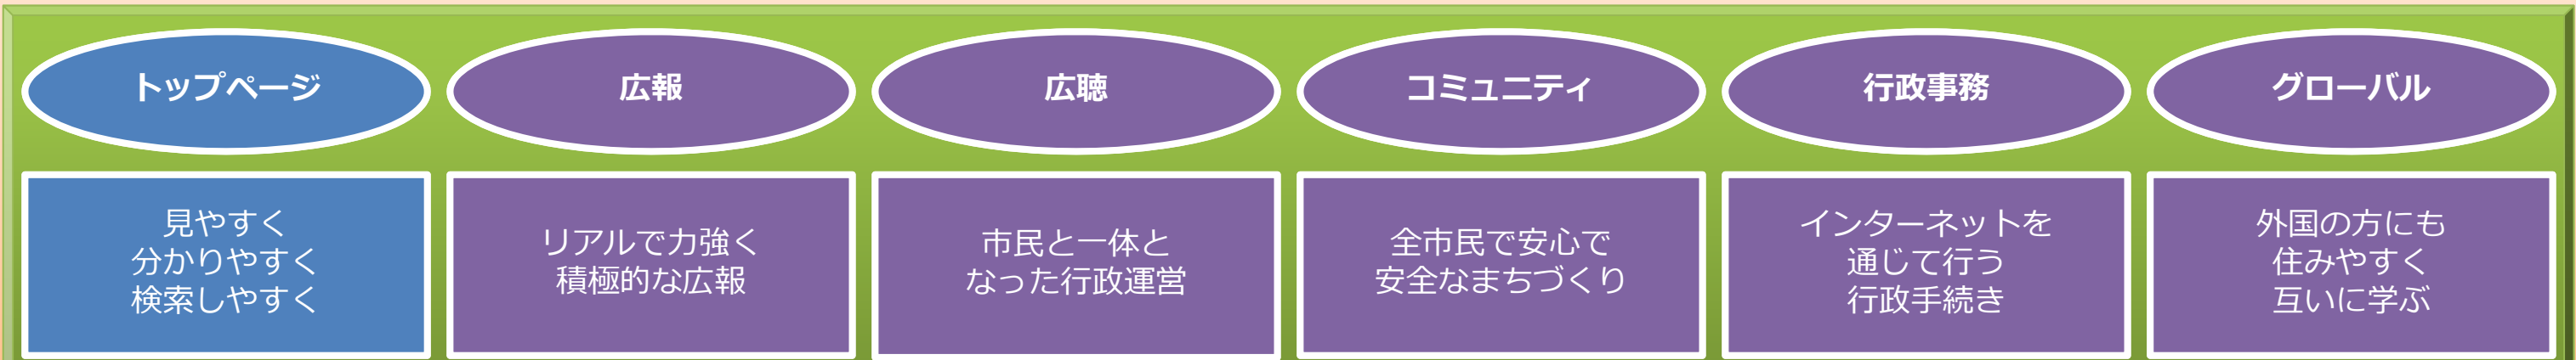 トップページ
広報
広聴
コミュニティ
行政事務
グローバル
見やすく
分かりやすく
検索しやすく
リアルで力強く
積極的な広報
市民と一体と
なった行政運営
全市民で安心で
安全なまちづくり
インターネットを
通じて行う
行政手続き
外国の方にも
住みやすく
互いに学ぶ